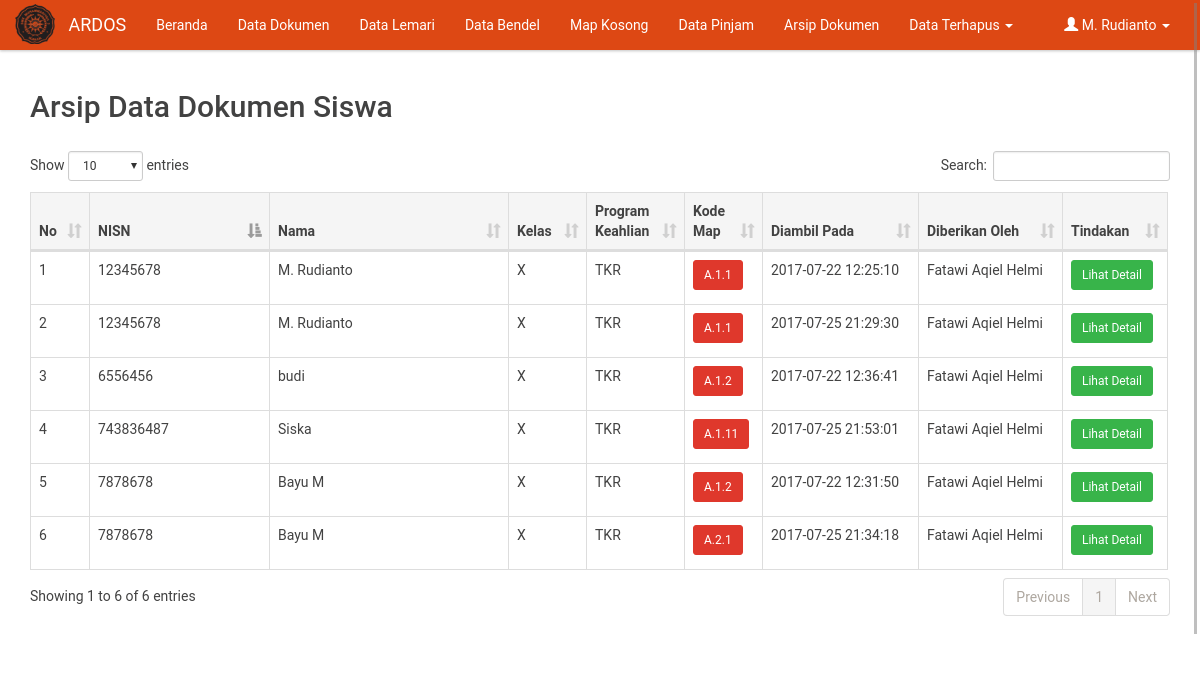 ARDOS Beranda Data Dokumen Data Lemari Data Bendel Map Kosong Data Pinjam Arsip Dokumen Data Terhapus M. Rudianto
Arsip Data Dokumen Siswa
Show 10 entries Search:
No NISN Nama Kelas Program Keahlian Kode Map Diambil Pada Diberikan Oleh Tindakan
1 12345678 M. Rudianto X TKR A.1.1 2017-07-22 12:25:10 Fatawi Aqiel Helmi Lihat Detail
2 12345678 M. Rudianto X TKR A.1.1 2017-07-25 21:29:30 Fatawi Aqiel Helmi Lihat Detail
3 6556456 budi X TKR A.1.2 2017-07-22 12:36:41 Fatawi Aqiel Helmi Lihat Detail
4 743836487 Siska X TKR A.1.11 2017-07-25 21:53:01 Fatawi Aqiel Helmi Lihat Detail
5 7878678 Bayu M X TKR A.1.2 2017-07-22 12:31:50 Fatawi Aqiel Helmi Lihat Detail
6 7878678 Bayu M X TKR A.2.1 2017-07-25 21:34:18 Fatawi Aqiel Helmi Lihat Detail
Showing 1 to 6 of 6 entries Previous 1 Next